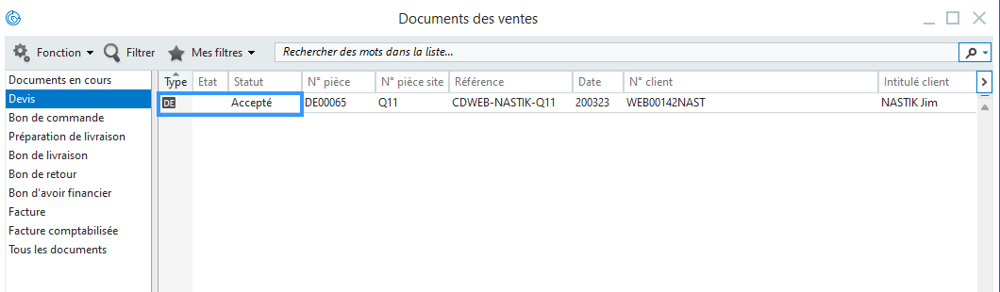 Documents des ventes
Fonction Filtrer Mes filtres Rechercher des mots dans la liste...
Documents en cours
Devis
Bon de commande
Préparation de livraison
Bon de livraison
Bon de retour
Bon d'avoir financier
Facture
Facture comptabilisée
Tous les documents
Type Etat Statut N° pièce N° pièce site Référence Date N° client Intitulé client
DE Accepté DE00065 Q11 CDWEB-NASTIK-Q11 200323 WEB00142NAST NASTIK Jim